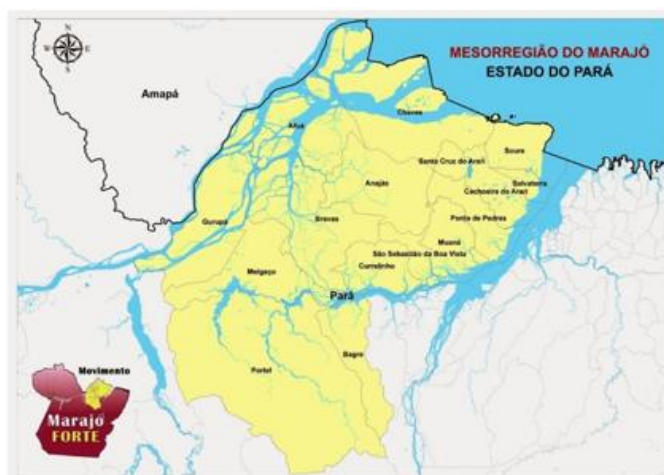 N
W
E
S
MESORREGIÃO DO MARAJÓ
ESTADO DO PARÁ
Amapá
Chaves
Afuá
Soure
Santa Cruz do Arari
Salvaterra
Anajás
Cachoeira do Arari
Gurupá
Breves
Ponta de Pedras
Muaná
São Sebastião da Boa Vista
Curralinho
Melgaço
Pará
Bagre
Portel
Movimento
Marajó
FORTE